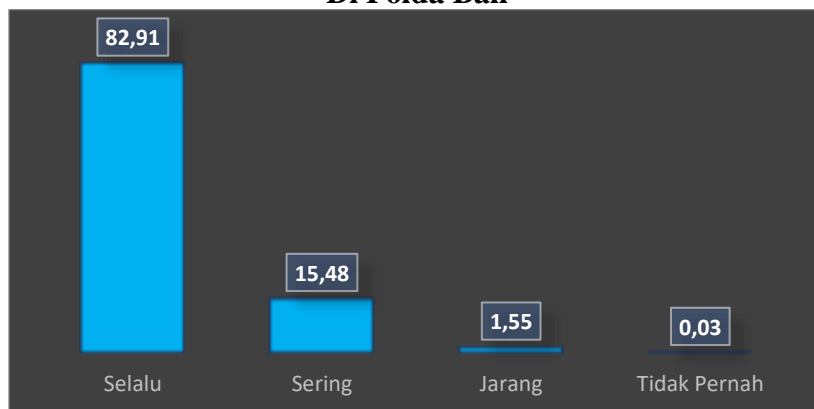 Di Polda Bali
82,91
15,48
1,55
0,03
Selalu
Sering
Jarang
Tidak Pernah